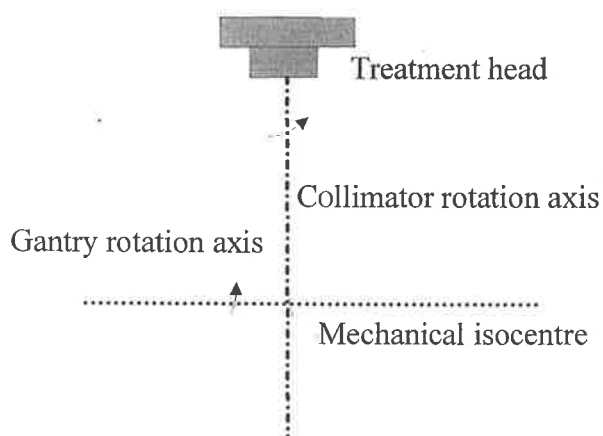 Treatment head
Collimator rotation axis
Gantry rotation axis
Mechanical isocentre